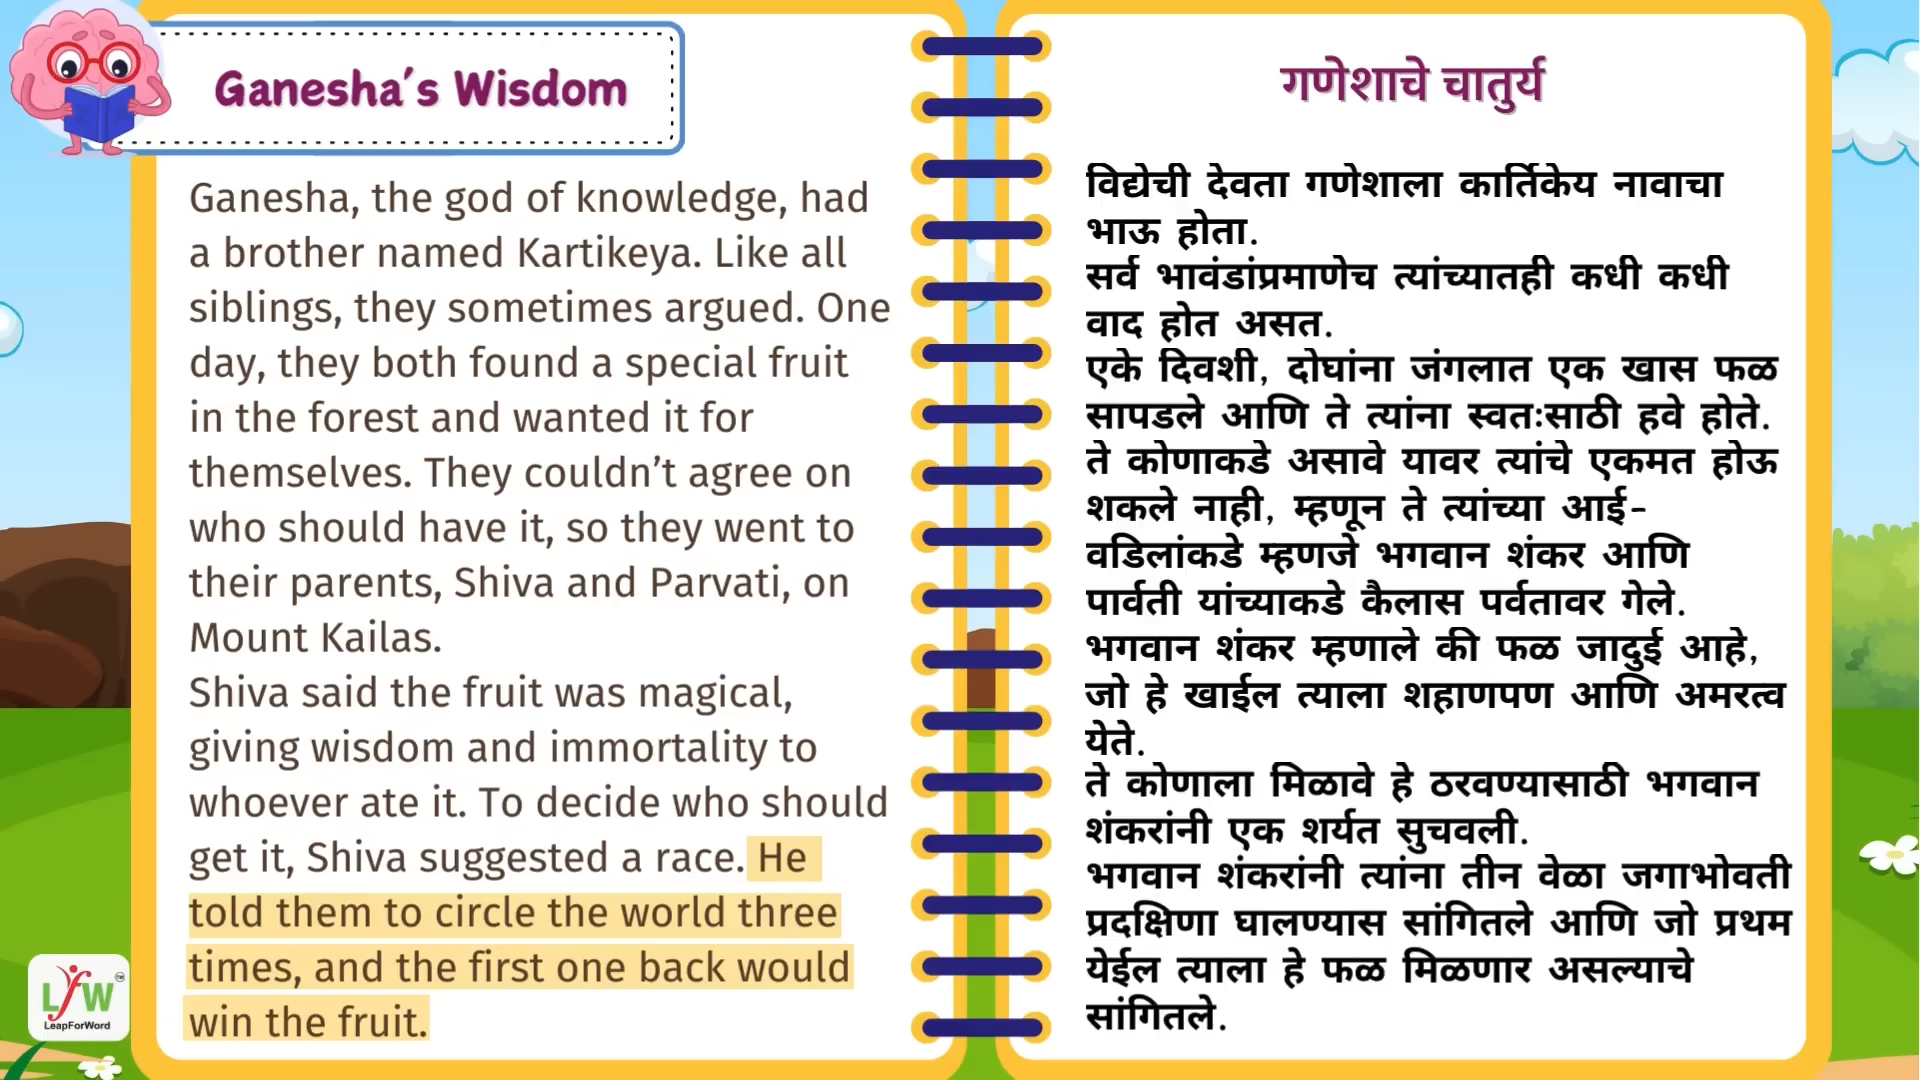 Ganesha's Wisdom
Ganesha, the god of knowledge, had
a brother named Kartikeya. Like all
siblings, they sometimes argued. One
day, they both found a special fruit
in the forest and wanted it for
themselves. They couldn't agree on
who should have it, so they went to
their parents, Shiva and Parvati, on
Mount Kailas.
Shiva said the fruit was magical,
giving wisdom and immortality to
whoever ate it. To decide who should
get it, Shiva suggested a race. He
told them to circle the world three
times, and the first one back would
win the fruit.
LfW™
LeapForWord
गणेशाचे चातुर्य
विद्येची देवता गणेशाला कार्तिकेय नावाचा
भाऊ होता.
सर्व भावंडांप्रमाणेच त्यांच्यातही कधी कधी
वाद होत असत.
एके दिवशी, दोघांना जंगलात एक खास फळ
सापडले आणि ते त्यांना स्वतःसाठी हवे होते.
ते कोणाकडे असावे यावर त्यांचे एकमत होऊ
शकले नाही, म्हणून ते त्यांच्या आई-
वडिलांकडे म्हणजे भगवान शंकर आणि
पार्वती यांच्याकडे कैलास पर्वतावर गेले.
भगवान शंकर म्हणाले की फळ जादुई आहे,
जो हे खाईल त्याला शहाणपण आणि अमरत्व
येते.
ते कोणाला मिळावे हे ठरवण्यासाठी भगवान
शंकरांनी एक शर्यत सुचवली.
भगवान शंकरांनी त्यांना तीन वेळा जगाभोवती
प्रदक्षिणा घालण्यास सांगितले आणि जो प्रथम
येईल त्याला हे फळ मिळणार असल्याचे
सांगितले.